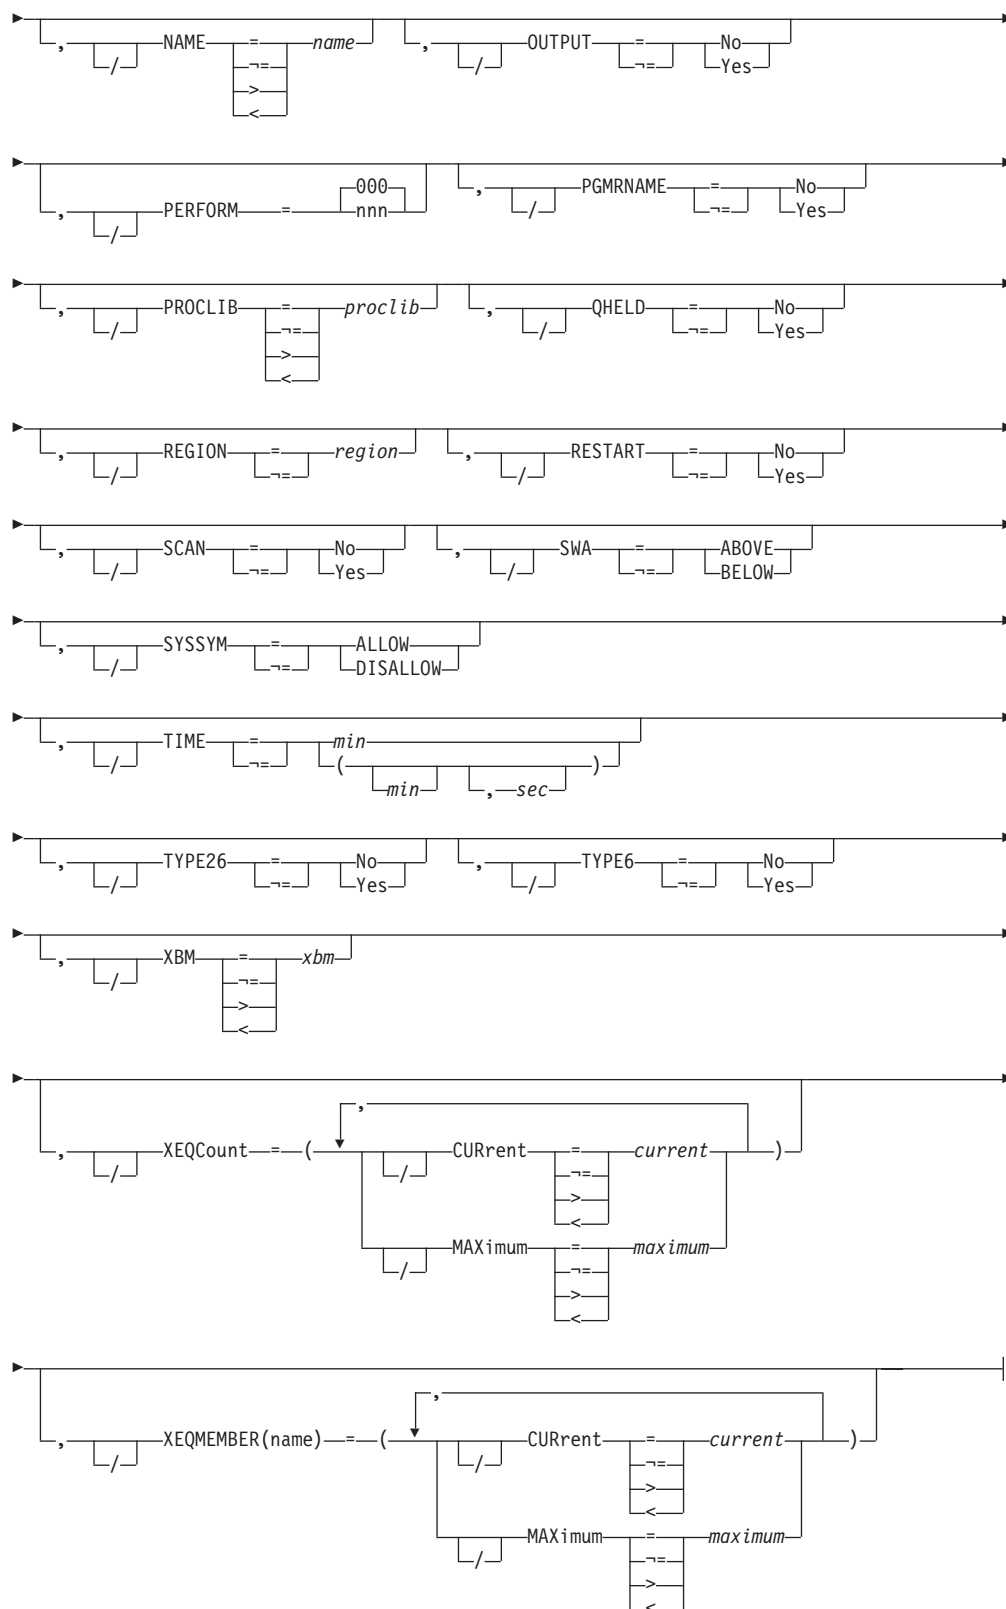 , / NAME = name , / OUTPUT = No
¬= ¬= Yes
>
<
, / PERFORM = 000 nnn , / PGMRNAME = No
¬= Yes
, / PROCLIB = proclib , / QHELD = No
¬= ¬= Yes
>
<
, / REGION = region , / RESTART = No
¬= ¬= Yes
, / SCAN = No , / SWA = ABOVE
¬= Yes ¬= BELOW
, / SYSSYM = ALLOW
¬= DISALLOW
, / TIME = min
¬= ( min , sec )
, / TYPE26 = No , / TYPE6 = No
¬= Yes ¬= Yes
, / XBM = xbm
¬=
>
<
,
, / XEQCount = ( / CURrent = current )
¬=
>
<
/ MAXimum = maximum
¬=
>
<
,
, / XEQMEMBER(name) = ( / CURrent = current )
¬=
>
<
/ MAXimum = maximum
¬=
>
<